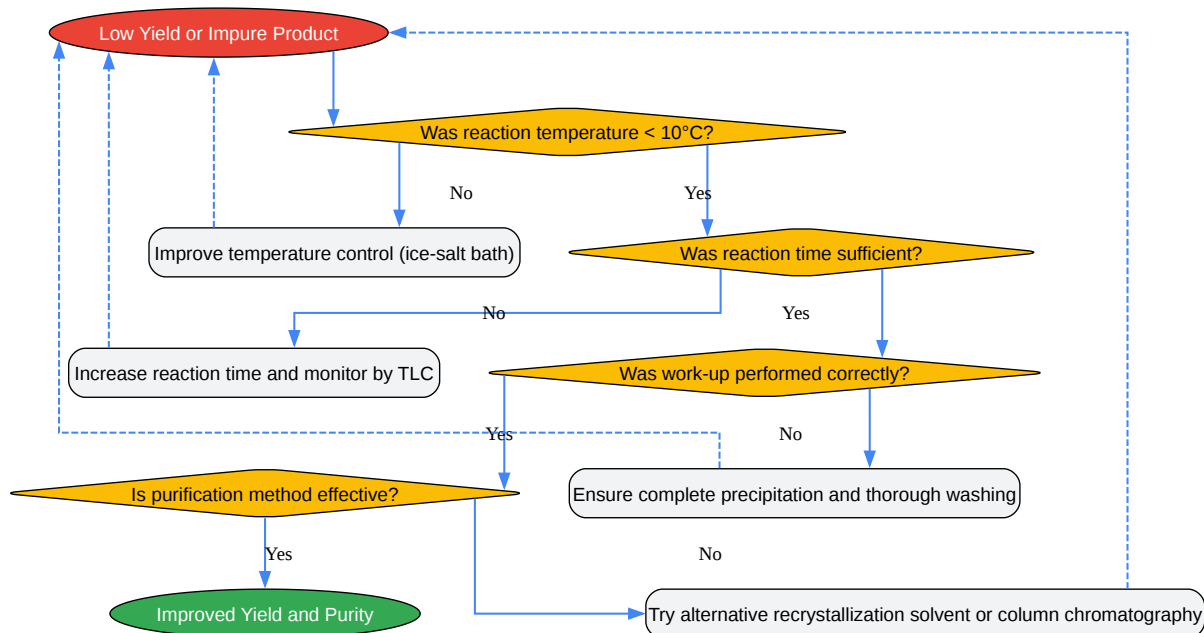 Low Yield or Impure Product
Was reaction temperature < 10°C?
No
Yes
Improve temperature control (ice-salt bath)
Was reaction time sufficient?
No
Yes
Increase reaction time and monitor by TLC
Was work-up performed correctly?
Yes
No
Is purification method effective?
Ensure complete precipitation and thorough washing
Yes
No
Improved Yield and Purity
Try alternative recrystallization solvent or column chromatography